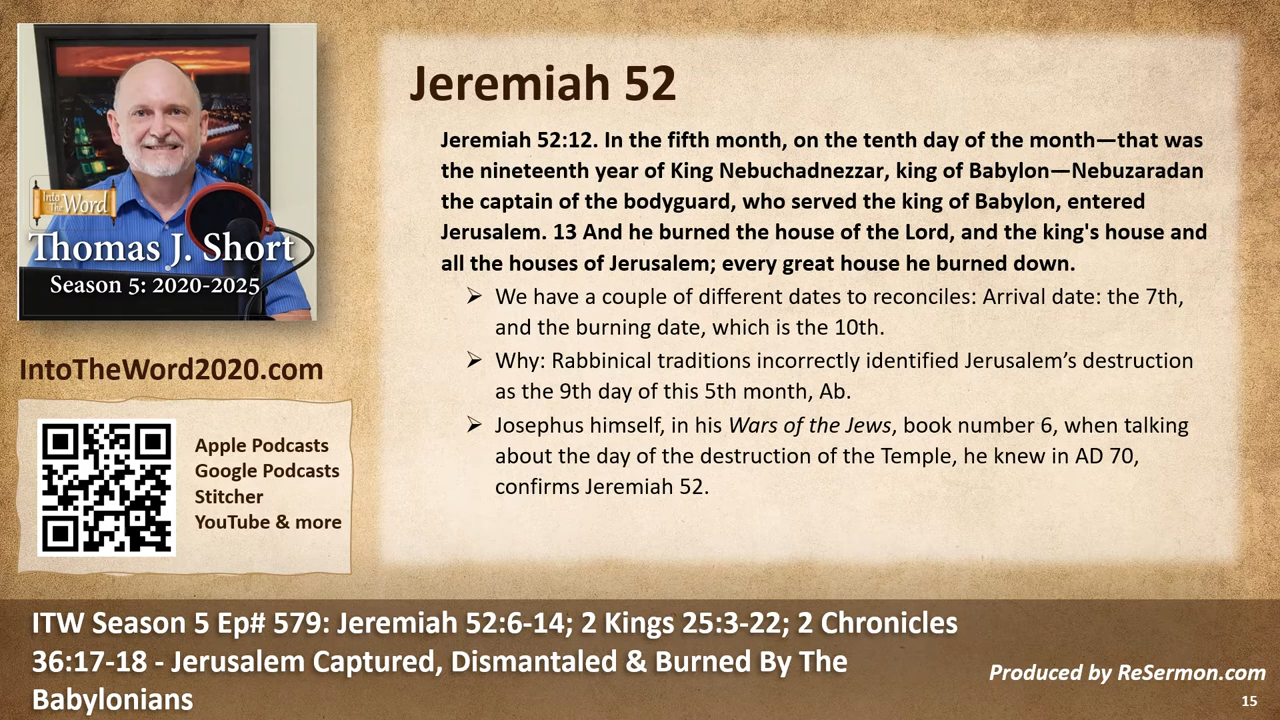 Into
The Word
Thomas J. Short
Season 5: 2020-2025
IntoTheWord2020.com
Apple Podcasts
Google Podcasts
Stitcher
YouTube & more
Jeremiah 52
Jeremiah 52:12. In the fifth month, on the tenth day of the month—that was
the nineteenth year of King Nebuchadnezzar, king of Babylon—Nebuzaradan
the captain of the bodyguard, who served the king of Babylon, entered
Jerusalem. 13 And he burned the house of the Lord, and the king's house and
all the houses of Jerusalem; every great house he burned down.
➢ We have a couple of different dates to reconciles: Arrival date: the 7th,
and the burning date, which is the 10th.
➢ Why: Rabbinical traditions incorrectly identified Jerusalem’s destruction
as the 9th day of this 5th month, Ab.
➢ Josephus himself, in his Wars of the Jews, book number 6, when talking
about the day of the destruction of the Temple, he knew in AD 70,
confirms Jeremiah 52.
ITW Season 5 Ep# 579: Jeremiah 52:6-14; 2 Kings 25:3-22; 2 Chronicles
36:17-18 - Jerusalem Captured, Dismantaled & Burned By The
Babylonians
Produced by ReSermon.com
15